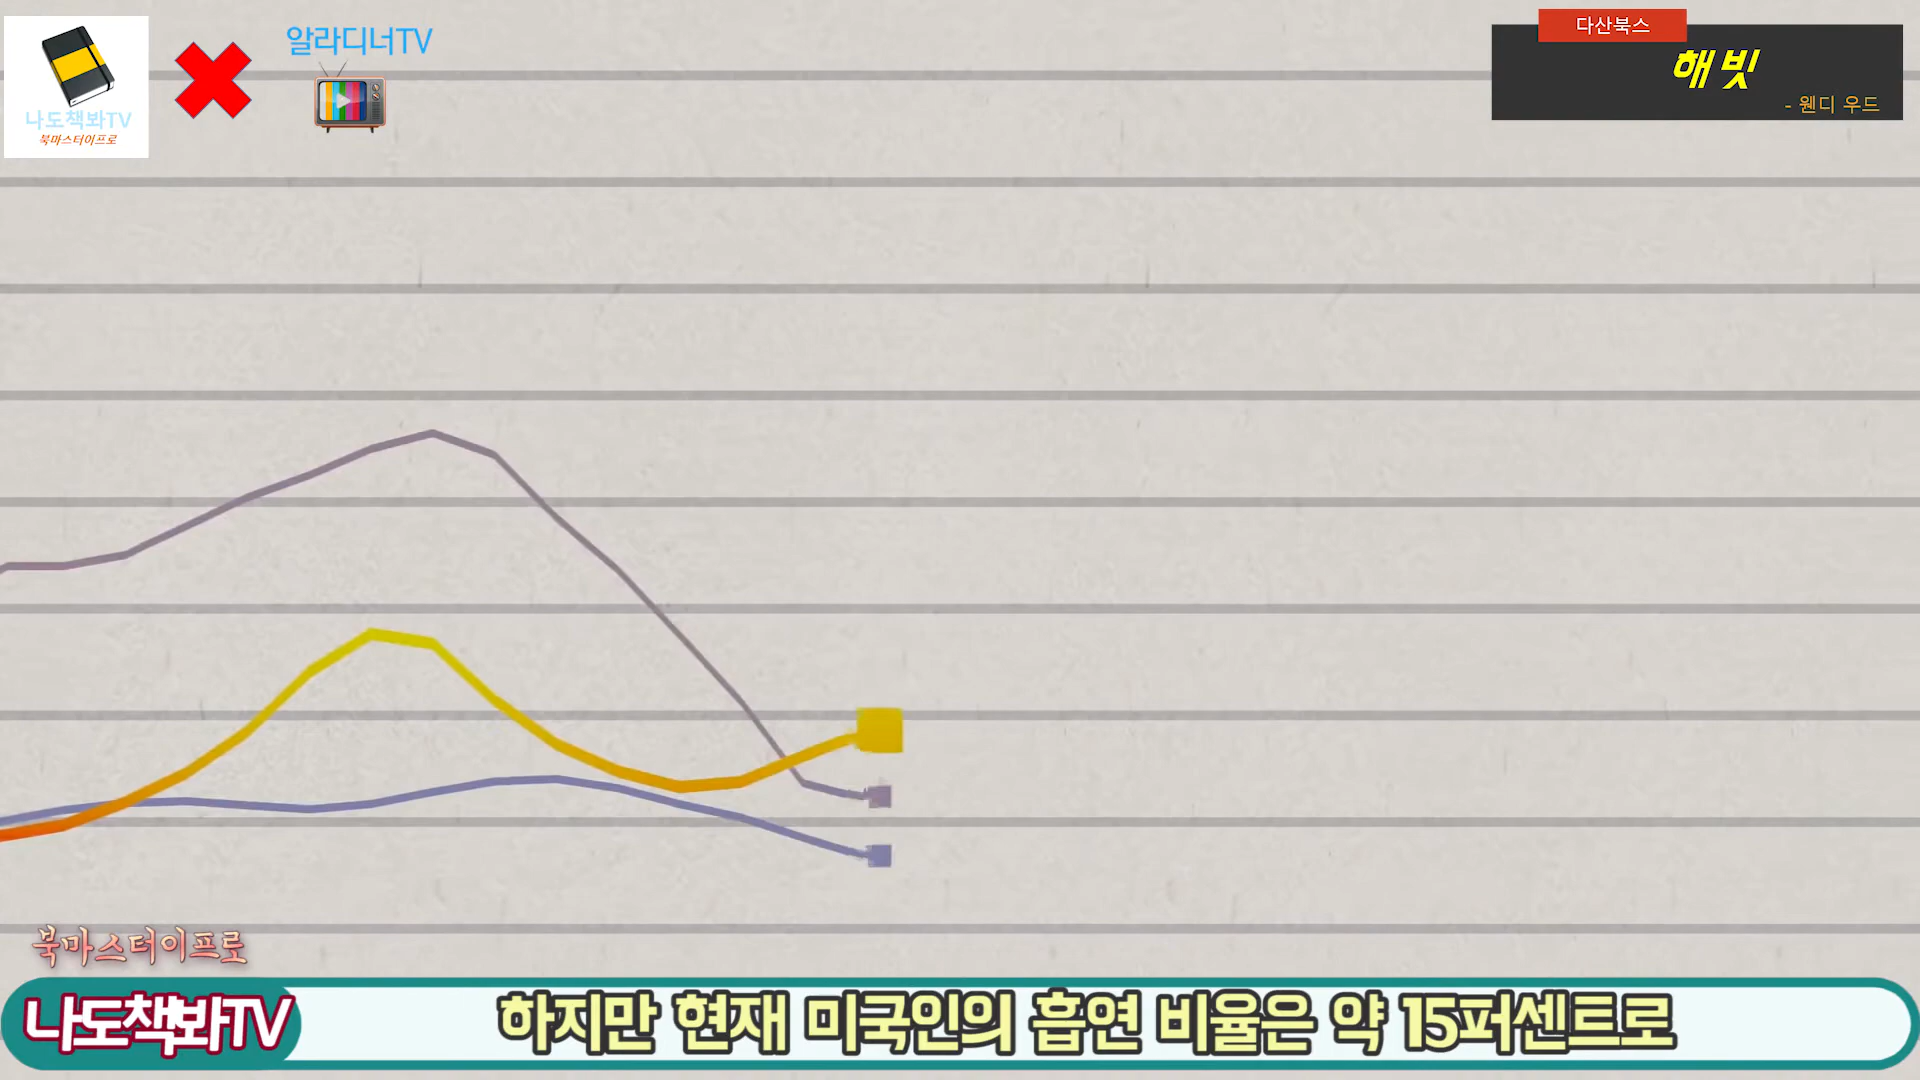 나도책봐TV
북마스터이프로
알라디너TV
다산북스
해빗
- 웬디 우드
북마스터이프로
나도책봐TV
하지만 현재 미국인의 흡연 비율은 약 15퍼센트로